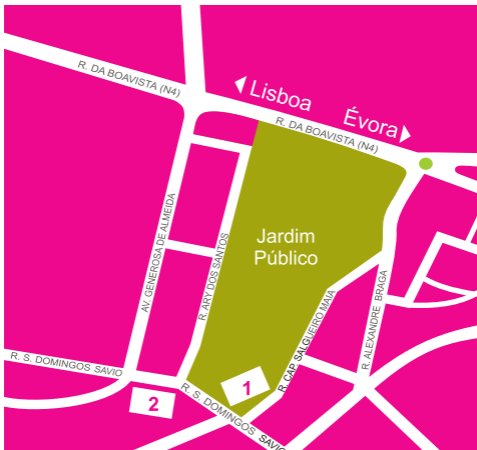 R. DA BOAVISTA (N4)
Lisboa
Évora
R. DA BOAVISTA (N4)
AV. GENEROSA DE ALMEIDA
R. ARY DOS SANTOS
Jardim
Público
R. ALEXANDRE BRAGA
R. CAP SALGUEIRO MAIA
R. S. DOMINGOS SAVIO
1
2
R. S. DOMINGOS SAVIO